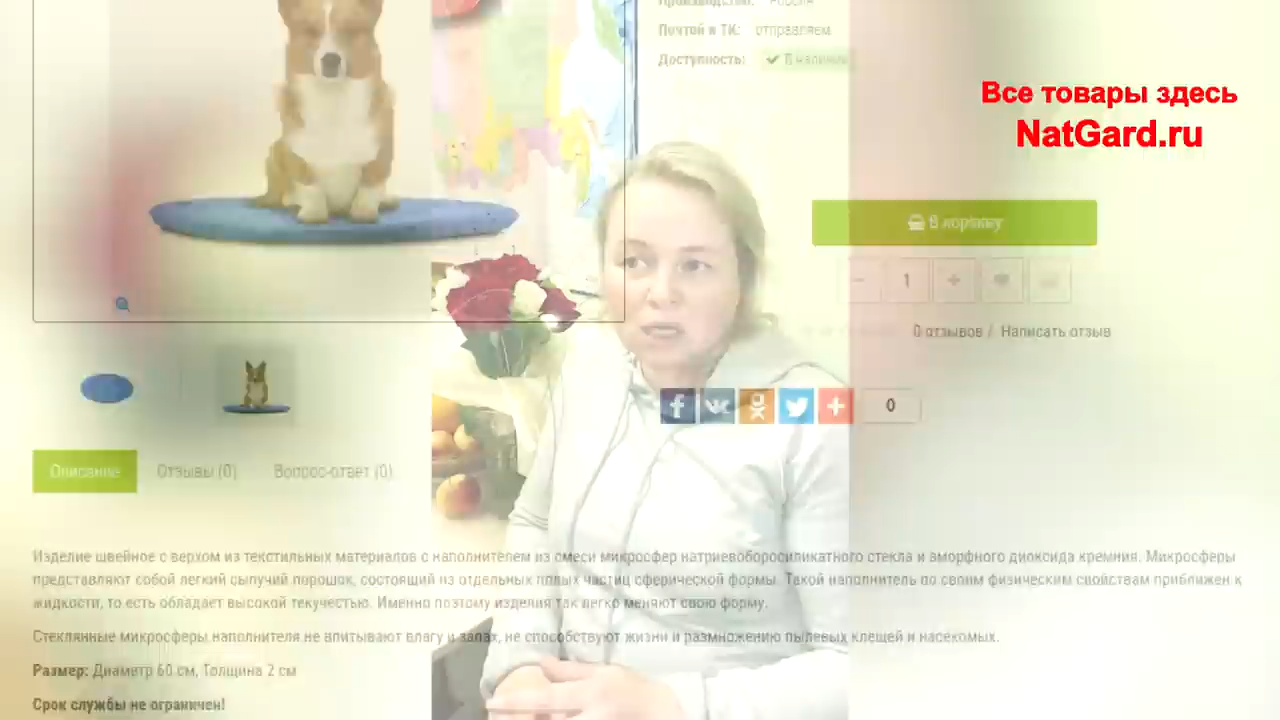 Производство: Россия
Почтой и ТК: отправляем
Доступность: В наличии
Все товары здесь
NatGard.ru
В корзину
1
0 отзывов / Написать отзыв
0
Описание Отзывы (0) Вопрос-ответ (0)
Изделие швейное с верхом из текстильных материалов с наполнителем из смеси микросфер натриевоборосиликатного стекла и аморфного диоксида кремния. Микросферы
представляют собой легкий сыпучий порошок, состоящий из отдельных полых частиц сферической формы. Такой наполнитель по своим физическим свойствам приближен к
жидкости, то есть обладает высокой текучестью. Именно поэтому изделия так легко меняют свою форму.
Стеклянные микросферы наполнителя не впитывают влагу и запах, не способствуют жизни и размножению пылевых клещей и насекомых.
Размер: Диаметр 60 см, Толщина 2 см
Срок службы не ограничен!